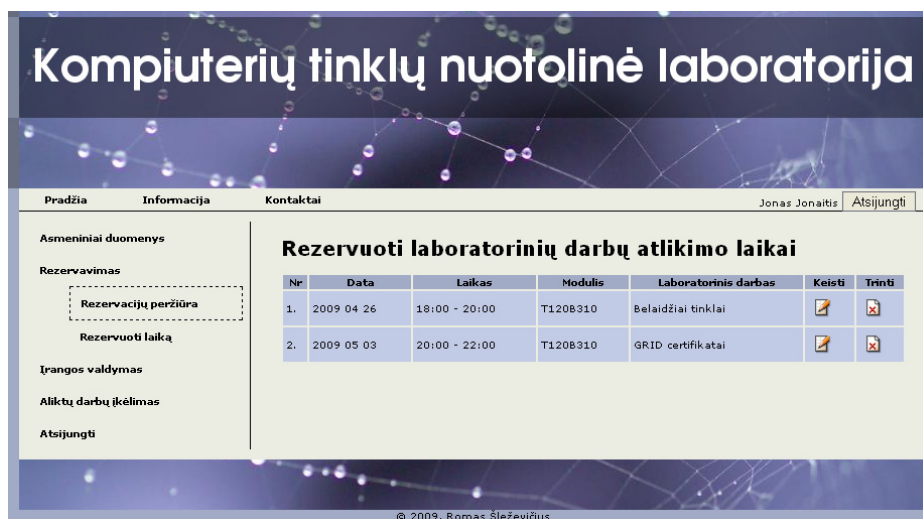 Kompiuterių tinklų nuotolinė laboratorija
Pradžia Informacija Kontaktai Jonas Jonaitis Atsijungti
Asmeniniai duomenys
Rezervavimas
Rezervacijų peržiūra
Rezervuoti laiką
Įrangos valdymas
Aliktų darbų įkėlimas
Atsijungti
Rezervuoti laboratorinių darbų atlikimo laikai
Nr Data Laikas Modulis Laboratorinis darbas Keisti Trinti
1. 2009 04 26 18:00 - 20:00 T120B310 Belaidžiai tinklai
2. 2009 05 03 20:00 - 22:00 T120B310 GRID certifikatai
© 2009, Romas Šleževičius